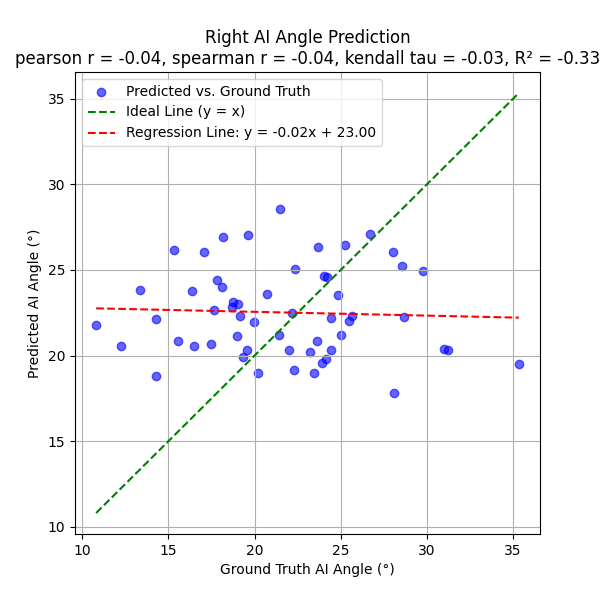 Right AI Angle Prediction
pearson r = -0.04, spearman r = -0.04, kendall tau = -0.03, R² = -0.33
Predicted vs. Ground Truth
Ideal Line (y = x)
Regression Line: y = -0.02x + 23.00
35
30
25
20
15
10
Predicted AI Angle (°)
10 15 20 25 30 35
Ground Truth AI Angle (°)